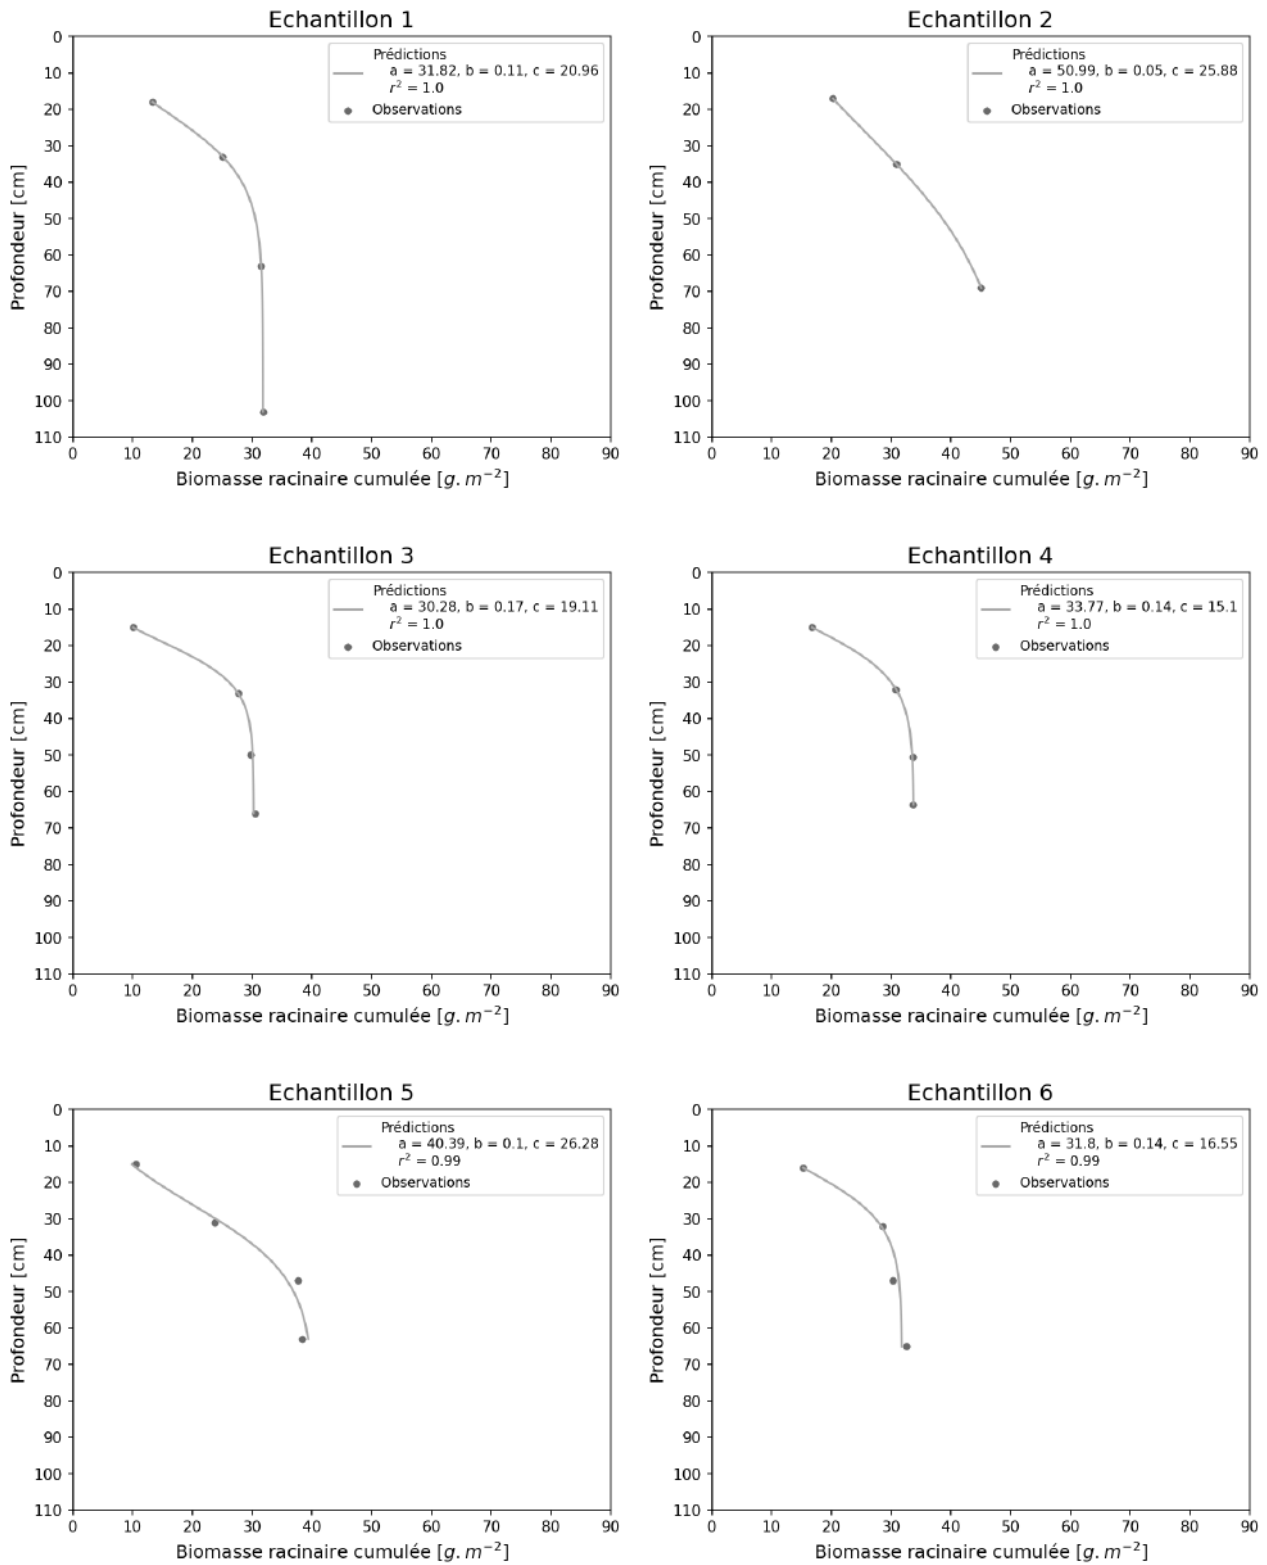 Echantillon 1
0
10
20
30
40
50
60
70
80
90
100
110
Profondeur [cm]
Prédictions
a = 31.82, b = 0.11, c = 20.96
r² = 1.0
Observations
0 10 20 30 40 50 60 70 80 90
Biomasse racinaire cumulée [g. m⁻²]
Echantillon 2
0
10
20
30
40
50
60
70
80
90
100
110
Profondeur [cm]
Prédictions
a = 50.99, b = 0.05, c = 25.88
r² = 1.0
Observations
0 10 20 30 40 50 60 70 80 90
Biomasse racinaire cumulée [g. m⁻²]
Echantillon 3
0
10
20
30
40
50
60
70
80
90
100
110
Profondeur [cm]
Prédictions
a = 30.28, b = 0.17, c = 19.11
r² = 1.0
Observations
0 10 20 30 40 50 60 70 80 90
Biomasse racinaire cumulée [g. m⁻²]
Echantillon 4
0
10
20
30
40
50
60
70
80
90
100
110
Profondeur [cm]
Prédictions
a = 33.77, b = 0.14, c = 15.1
r² = 1.0
Observations
0 10 20 30 40 50 60 70 80 90
Biomasse racinaire cumulée [g. m⁻²]
Echantillon 5
0
10
20
30
40
50
60
70
80
90
100
110
Profondeur [cm]
Prédictions
a = 40.39, b = 0.1, c = 26.28
r² = 0.99
Observations
0 10 20 30 40 50 60 70 80 90
Biomasse racinaire cumulée [g. m⁻²]
Echantillon 6
0
10
20
30
40
50
60
70
80
90
100
110
Profondeur [cm]
Prédictions
a = 31.8, b = 0.14, c = 16.55
r² = 0.99
Observations
0 10 20 30 40 50 60 70 80 90
Biomasse racinaire cumulée [g. m⁻²]